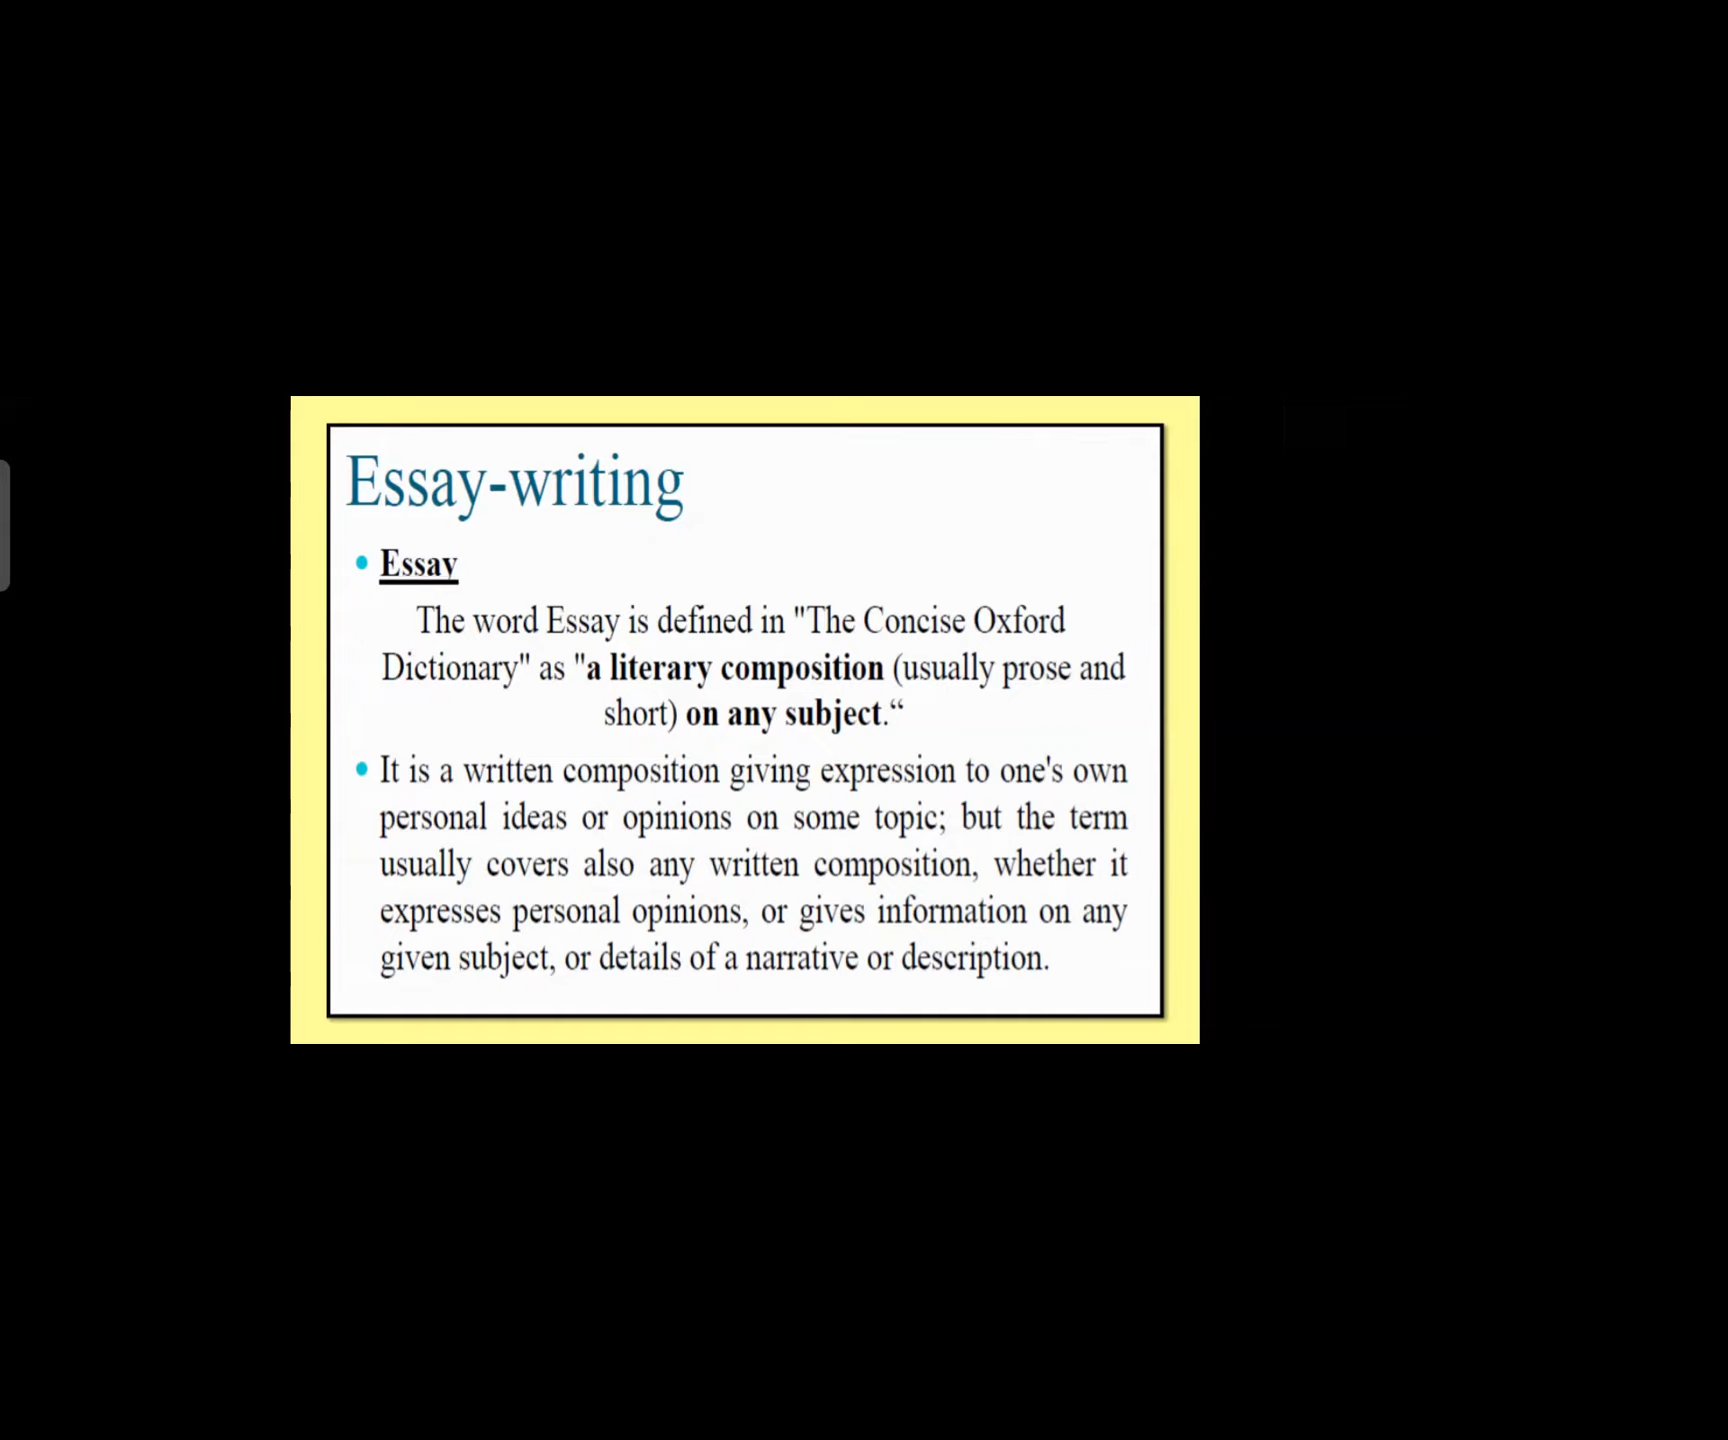 Essay-writing
• Essay
The word Essay is defined in "The Concise Oxford
Dictionary" as "a literary composition (usually prose and
short) on any subject.“
• It is a written composition giving expression to one's own
personal ideas or opinions on some topic; but the term
usually covers also any written composition, whether it
expresses personal opinions, or gives information on any
given subject, or details of a narrative or description.